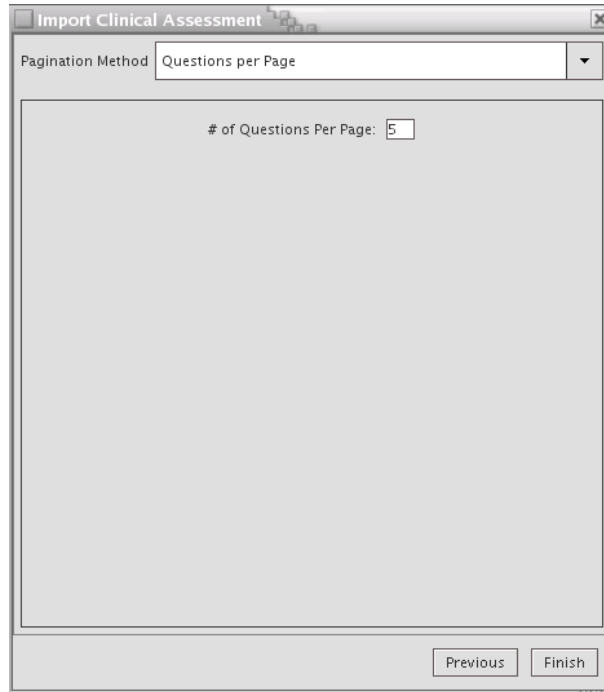 Import Clinical Assessment
Pagination Method Questions per Page
# of Questions Per Page: 5
Previous Finish